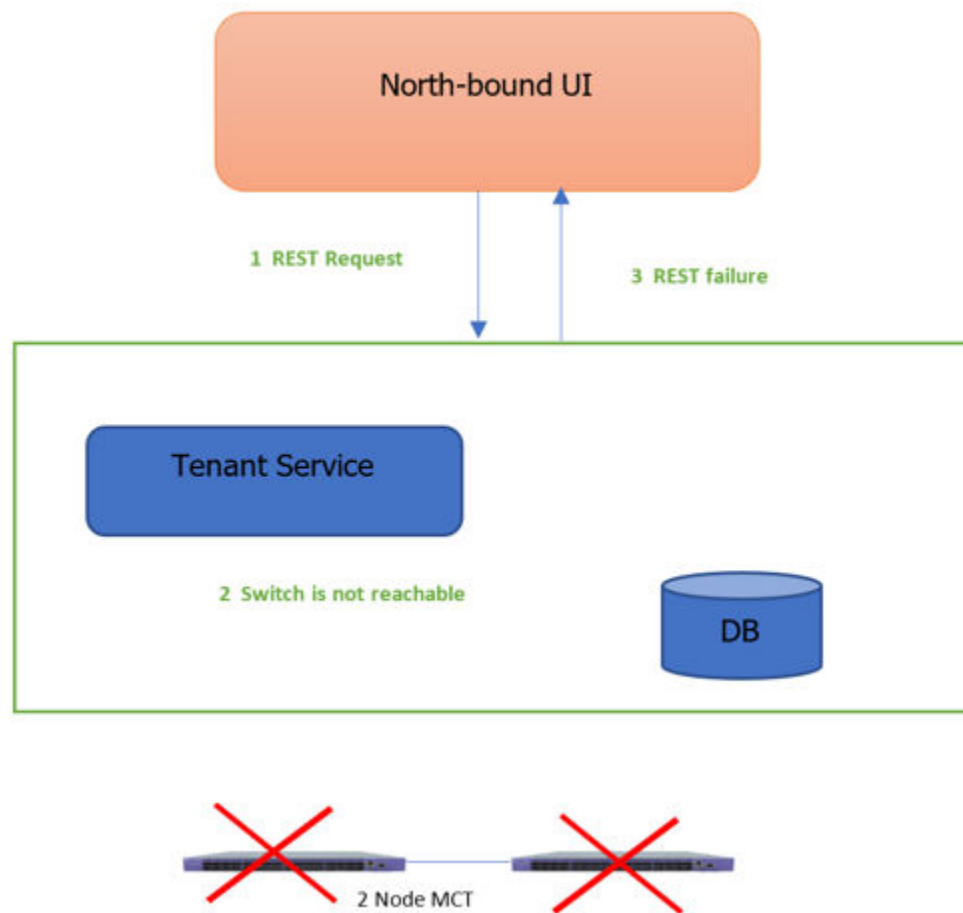 North-bound UI
1 REST Request
3 REST failure
Tenant Service
2 Switch is not reachable
DB
2 Node MCT